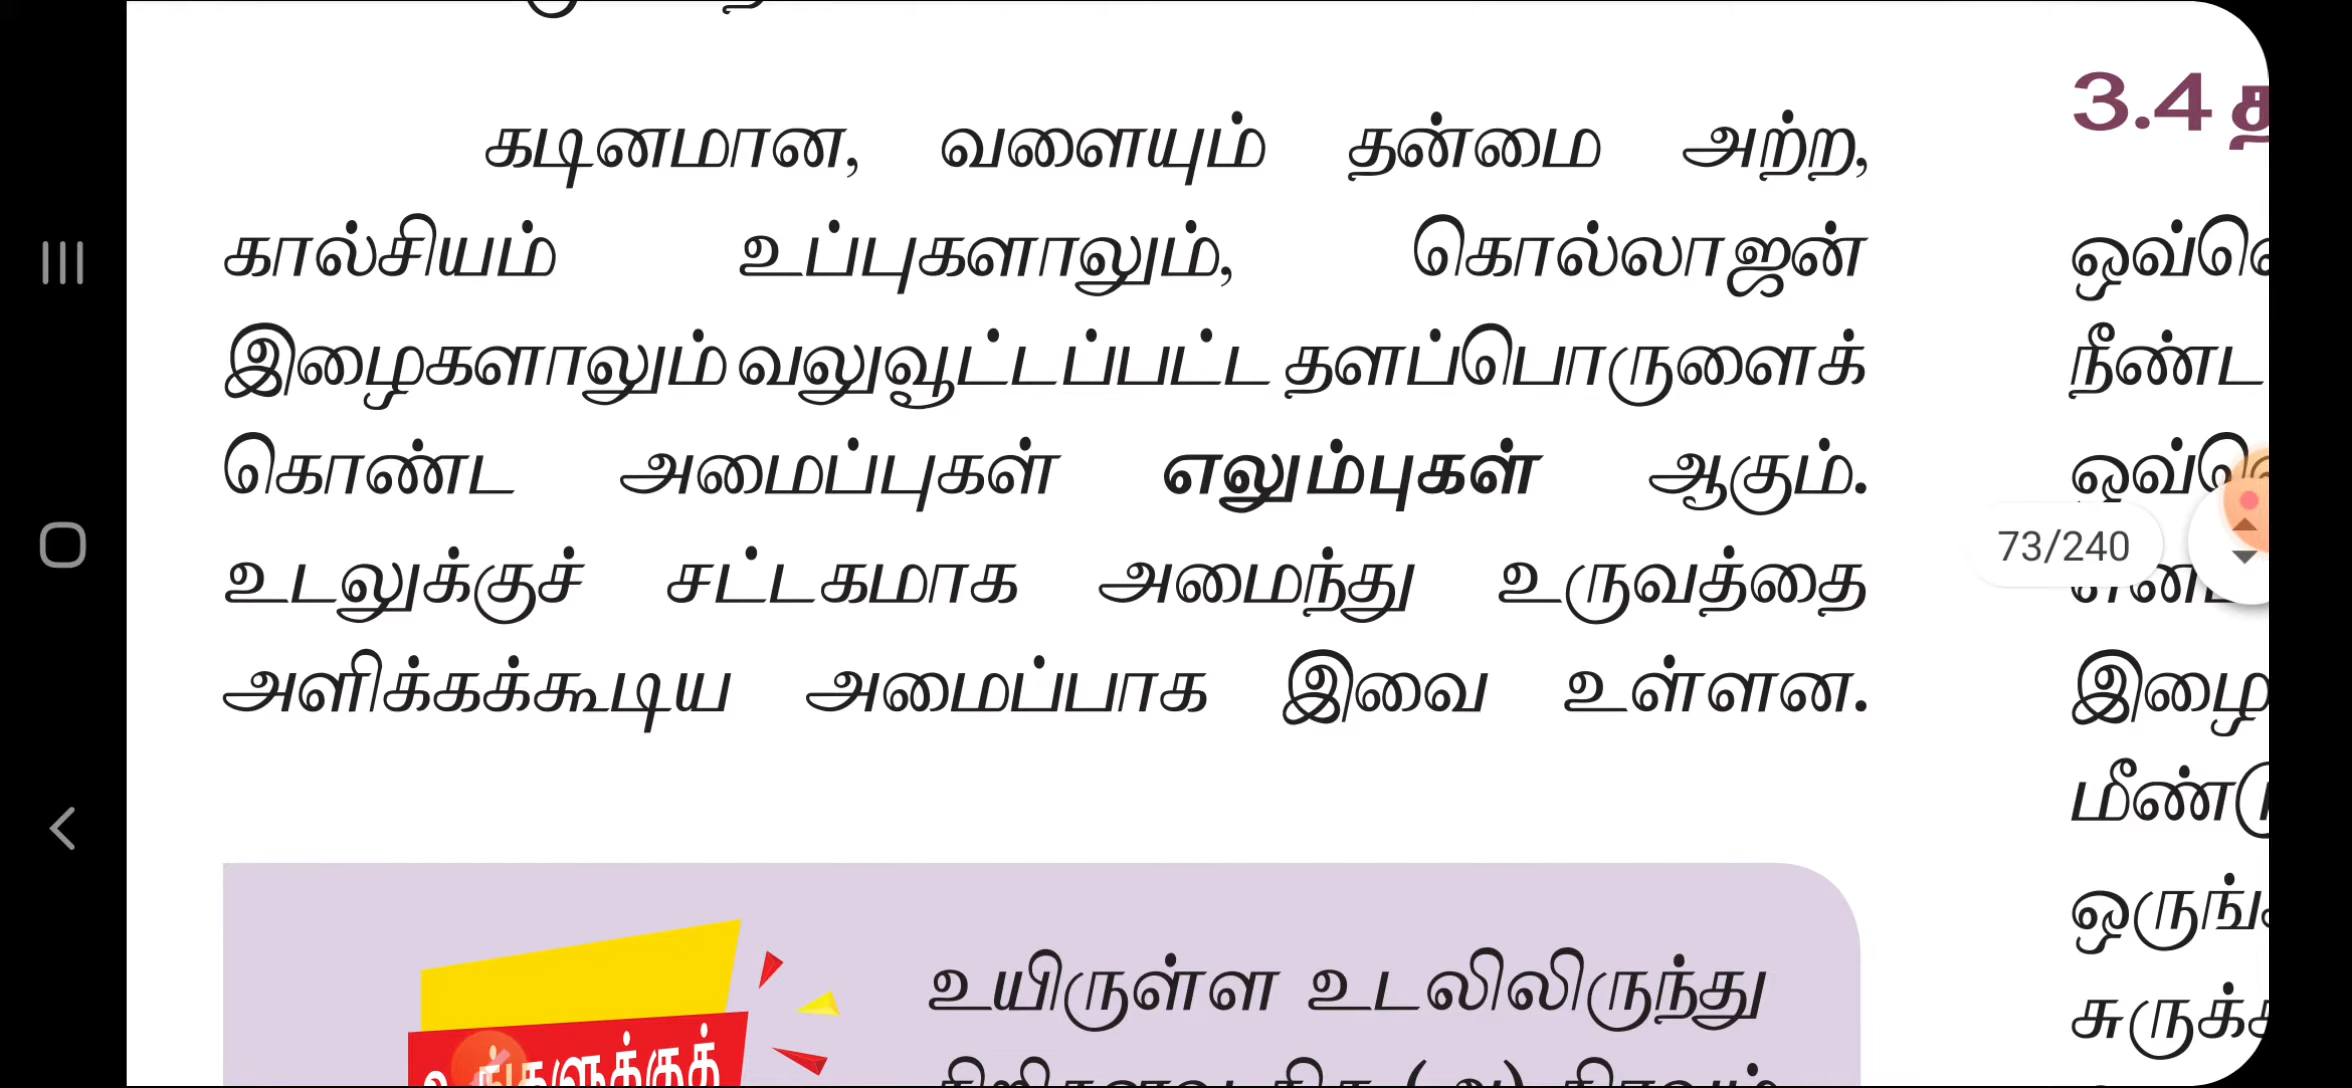 கடினமான, வளையும் தன்மை அற்ற,
கால்சியம் உப்புகளாலும், கொல்லாஜன்
இழைகளாலும் வலுவூட்டப்பட்ட தளப்பொருளைக்
கொண்ட அமைப்புகள் எலும்புகள் ஆகும்.
உடலுக்குச் சட்டகமாக அமைந்து உருவத்தை
அளிக்கக்கூடிய அமைப்பாக இவை உள்ளன.
உங்களுக்குத்
உயிருள்ள உடலிலிருந்து
3.4
நீண்ட
73/240